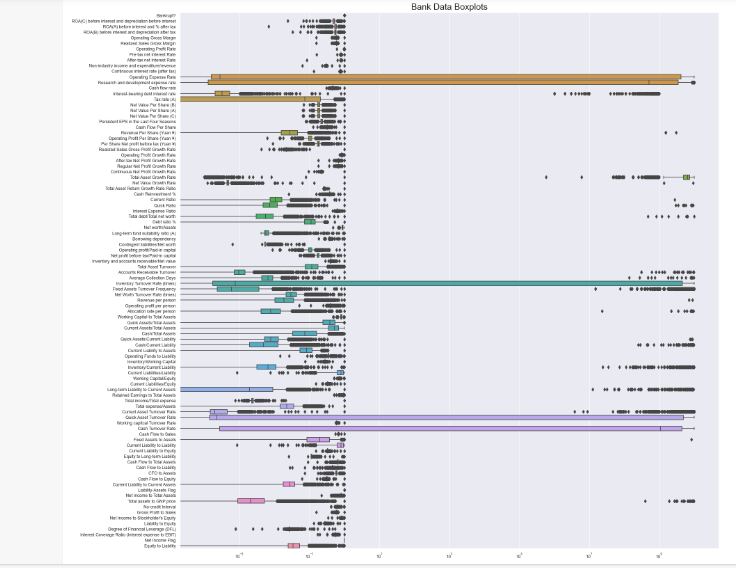 Bank Data Boxplots
Bankrupt?
ROA(C) before interest and depreciation before interest
ROA(A) before interest and % after tax
ROA(B) before interest and depreciation after tax
Operating Gross Margin
Realized Sales Gross Margin
Operating Profit Rate
Pre-tax net Interest Rate
After-tax net Interest Rate
Non-industry income and expenditure/revenue
Continuous interest rate (after tax)
Operating Expense Rate
Research and development expense rate
Cash flow rate
Interest-bearing debt interest rate
Tax rate (A)
Net Value Per Share (B)
Net Value Per Share (A)
Net Value Per Share (C)
Persistent EPS in the Last Four Seasons
Cash Flow Per Share
Revenue Per Share (Yuan ¥)
Operating Profit Per Share (Yuan ¥)
Per Share Net profit before tax (Yuan ¥)
Realized Sales Gross Profit Growth Rate
Operating Profit Growth Rate
After-tax Net Profit Growth Rate
Regular Net Profit Growth Rate
Continuous Net Profit Growth Rate
Total Asset Growth Rate
Net Value Growth Rate
Total Asset Return Growth Rate Ratio
Cash Reinvestment %
Current Ratio
Quick Ratio
Interest Expense Ratio
Total debt/Total net worth
Debt ratio %
Net worth/Assets
Long-term fund suitability ratio (A)
Borrowing dependency
Contingent liabilities/Net worth
Operating profit/Paid-in capital
Net profit before tax/Paid-in capital
Inventory and accounts receivable/Net value
Total Asset Turnover
Accounts Receivable Turnover
Average Collection Days
Inventory Turnover Rate (times)
Fixed Assets Turnover Frequency
Net Worth Turnover Rate (times)
Revenue per person
Operating profit per person
Allocation rate per person
Working Capital to Total Assets
Quick Assets/Total Assets
Current Assets/Total Assets
Cash/Total Assets
Quick Assets/Current Liability
Cash/Current Liability
Current Liability to Assets
Operating Funds to Liability
Inventory/Working Capital
Inventory/Current Liability
Current Liabilities/Liability
Working Capital/Equity
Current Liabilities/Equity
Long-term Liability to Current Assets
Retained Earnings to Total Assets
Total income/Total expense
Total expense/Assets
Current Asset Turnover Rate
Quick Asset Turnover Rate
Working capitcal Turnover Rate
Cash Turnover Rate
Cash Flow to Sales
Fixed Assets to Assets
Current Liability to Liability
Current Liability to Equity
Equity to Long-term Liability
Cash Flow to Total Assets
Cash Flow to Liability
CFO to Assets
Cash Flow to Equity
Current Liability to Current Assets
Liability-Assets Flag
Net Income to Total Assets
Total assets to GNP price
No-credit Interval
Gross Profit to Sales
Net Income to Stockholder's Equity
Liability to Equity
Degree of Financial Leverage (DFL)
Interest Coverage Ratio (Interest expense to EBIT)
Net Income Flag
Equity to Liability